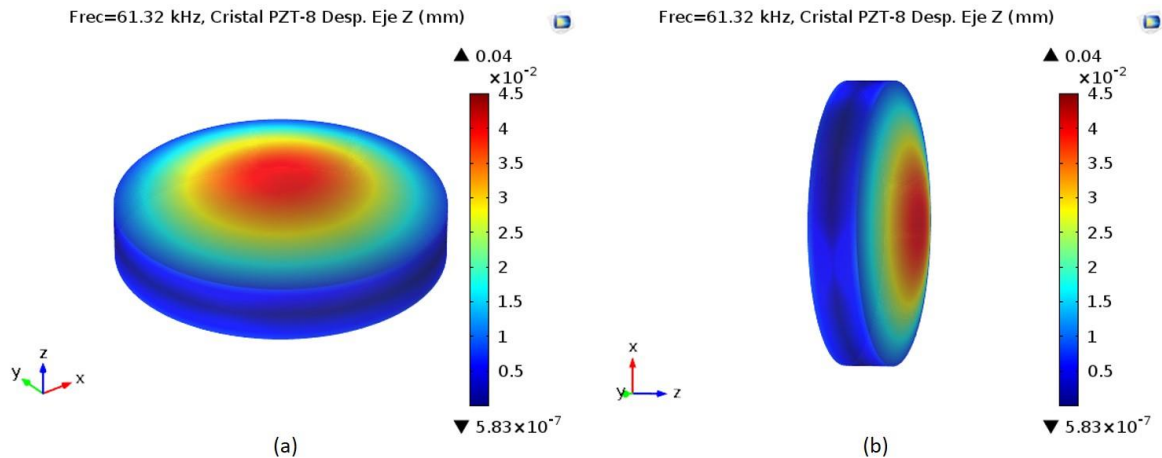 Frec=61.32 kHz, Cristal PZT-8 Desp. Eje Z (mm)
▲ 0.04
×10⁻²
4.5
4
3.5
3
2.5
2
1.5
1
0.5
▼ 5.83×10⁻⁷
z
y
x
(a)
Frec=61.32 kHz, Cristal PZT-8 Desp. Eje Z (mm)
▲ 0.04
×10⁻²
4.5
4
3.5
3
2.5
2
1.5
1
0.5
▼ 5.83×10⁻⁷
x
y
z
(b)